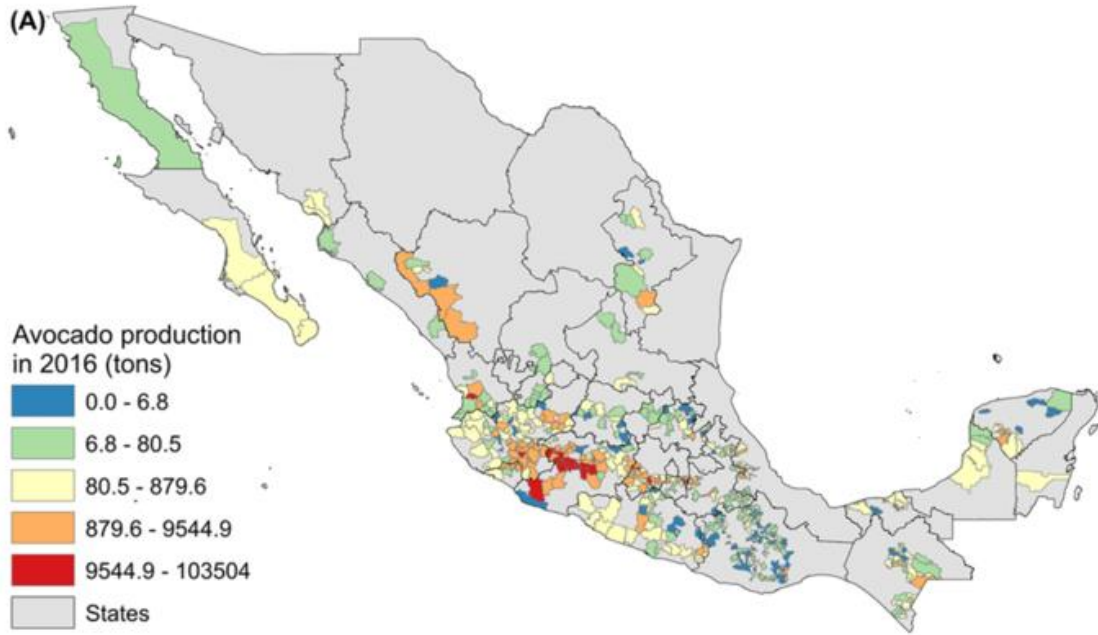 (A)
Avocado production
in 2016 (tons)
0.0 - 6.8
6.8 - 80.5
80.5 - 879.6
879.6 - 9544.9
9544.9 - 103504
States